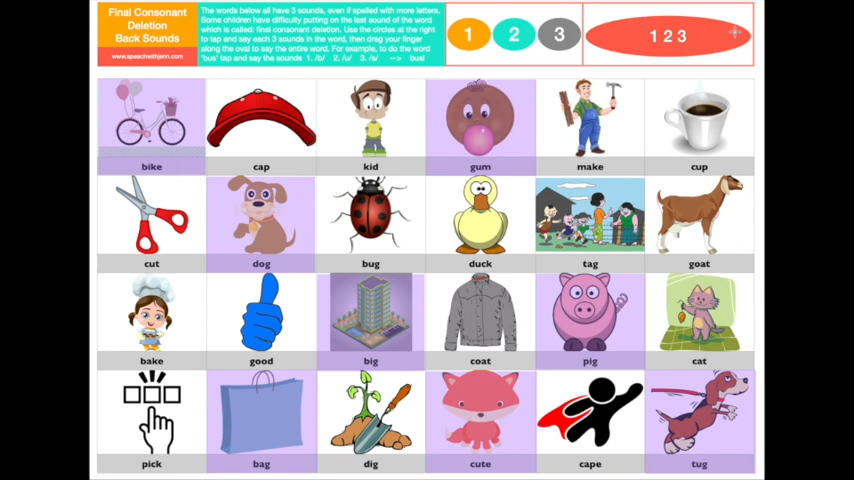 Final Consonant
Deletion
Back Sounds
www.speechwithjenn.com
The words below all have 3 sounds, even if spelled with more letters.
Some children have difficulty putting on the last sound of the word
which is called: final consonant deletion. Use the circles at the right
to tap and say each 3 sounds in the word, then drag your finger
along the oval to say the entire word. For example, to do the word
'bus' tap and say the sounds 1. /b/ 2. /u/ 3. /s/ --> bus!
1 2 3
1 2 3
bike cap kid gum make cup
cut dog bug duck tag goat
bake good big coat pig cat
pick bag dig cute cape tug